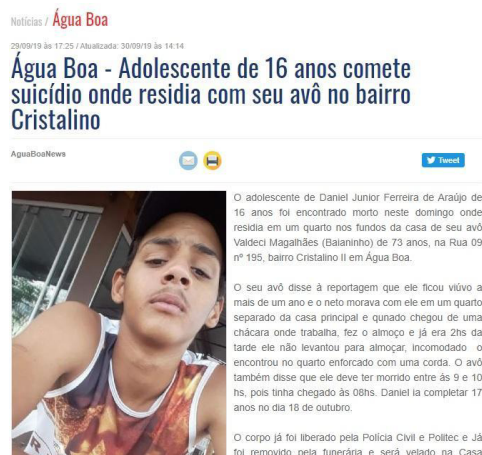 Notícias / Água Boa
29/09/19 às 17:25 / Atualizada: 30/09/19 às 14:14
Água Boa - Adolescente de 16 anos comete
suicídio onde residia com seu avô no bairro
Cristalino
AguaBoaNews
Tweet
O adolescente de Daniel Junior Ferreira de Araújo de
16 anos foi encontrado morto neste domingo onde
residia em um quarto nos fundos da casa de seu avô
Valdeci Magalhães (Baianinho) de 73 anos, na Rua 09
nº 195, bairro Cristalino II em Água Boa.
O seu avô disse à reportagem que ele ficou viúvo a
mais de um ano e o neto morava com ele em um quarto
separado da casa principal e qunado chegou de uma
chácara onde trabalha, fez o almoço e já era 2hs da
tarde ele não levantou para almoçar, incomodado o
encontrou no quarto enforcado com uma corda. O avô
também disse que ele deve ter morrido entre às 9 e 10
hs, pois tinha chegado às 08hs. Daniel ia completar 17
anos no dia 18 de outubro.
O corpo já foi liberado pela Polícia Civil e Politec e Já
foi removido pela funerária e será velado na Casa